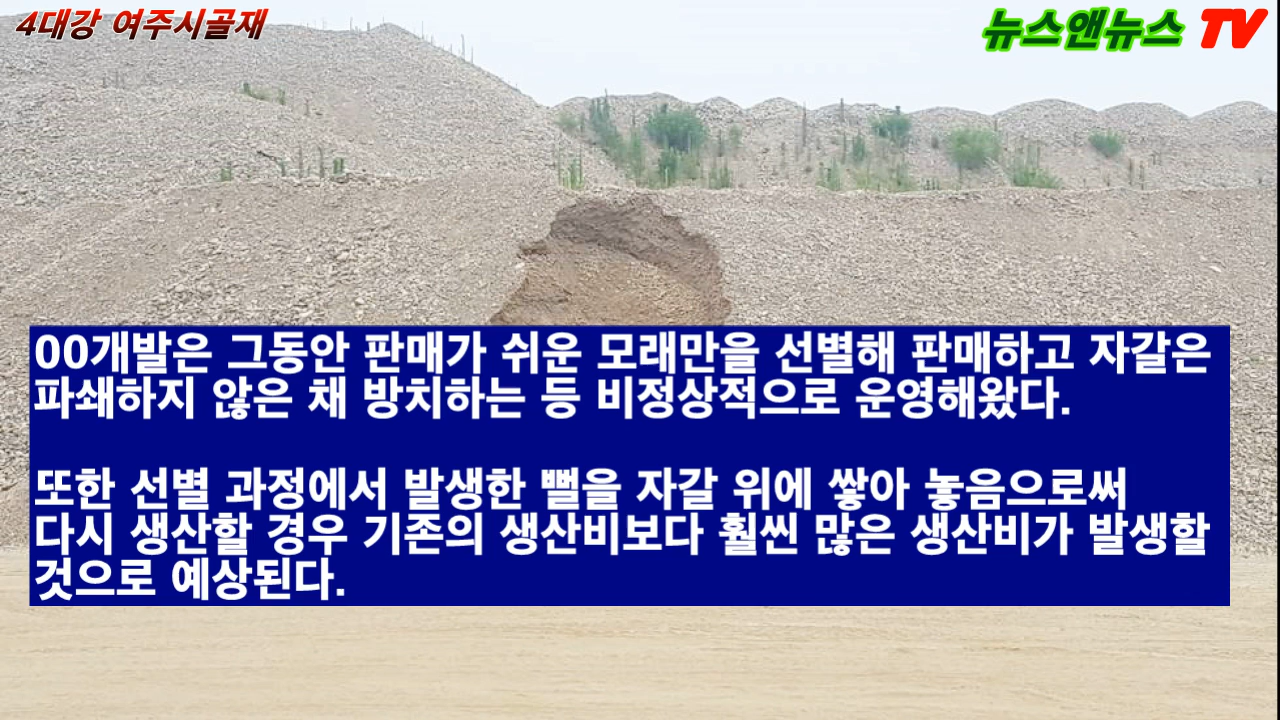 4대강 여주시골재
뉴스앤뉴스 TV
00개발은 그동안 판매가 쉬운 모래만을 선별해 판매하고 자갈은
파쇄하지 않은 채 방치하는 등 비정상적으로 운영해왔다.
또한 선별 과정에서 발생한 뻘을 자갈 위에 쌓아 놓음으로써
다시 생산할 경우 기존의 생산비보다 훨씬 많은 생산비가 발생할
것으로 예상된다.